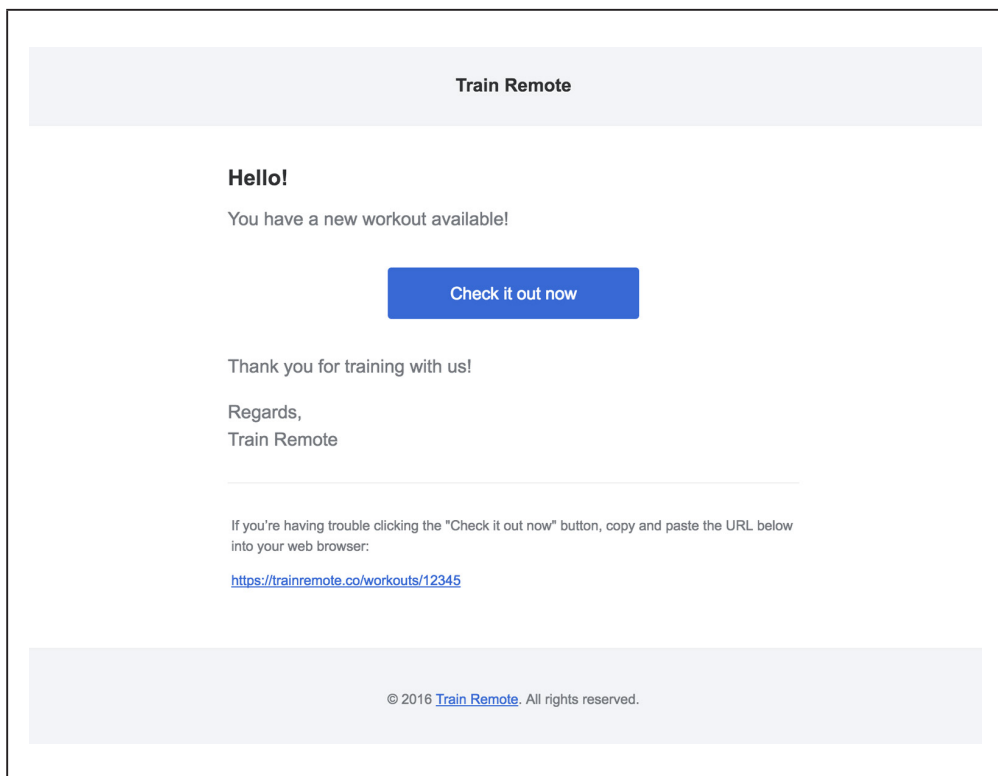 Train Remote
Hello!
You have a new workout available!
Check it out now
Thank you for training with us!
Regards,
Train Remote
If you’re having trouble clicking the "Check it out now" button, copy and paste the URL below
into your web browser:
https://trainremote.co/workouts/12345
© 2016 Train Remote. All rights reserved.